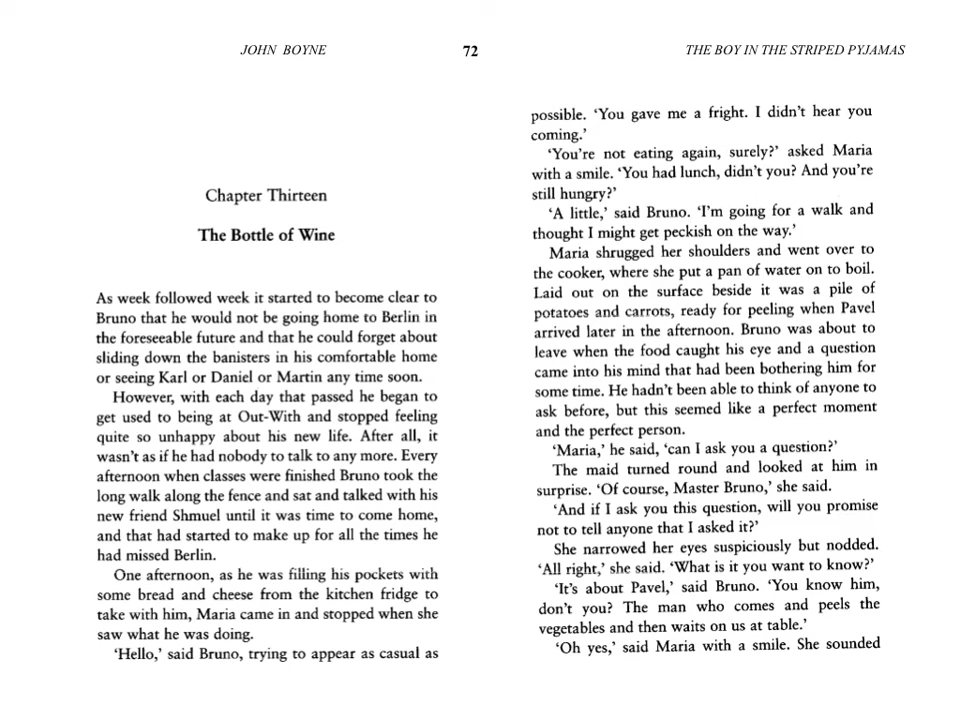 JOHN BOYNE
72
THE BOY IN THE STRIPED PYJAMAS
Chapter Thirteen
The Bottle of Wine
As week followed week it started to become clear to
Bruno that he would not be going home to Berlin in
the foreseeable future and that he could forget about
sliding down the banisters in his comfortable home
or seeing Karl or Daniel or Martin any time soon.
However, with each day that passed he began to
get used to being at Out-With and stopped feeling
quite so unhappy about his new life. After all, it
wasn't as if he had nobody to talk to any more. Every
afternoon when classes were finished Bruno took the
long walk along the fence and sat and talked with his
new friend Shmuel until it was time to come home,
and that had started to make up for all the times he
had missed Berlin.
One afternoon, as he was filling his pockets with
some bread and cheese from the kitchen fridge to
take with him, Maria came in and stopped when she
saw what he was doing.
‘Hello,’ said Bruno, trying to appear as casual as
possible. ‘You gave me a fright. I didn’t hear you
coming.’
‘You’re not eating again, surely?’ asked Maria
with a smile. ‘You had lunch, didn’t you? And you’re
still hungry?’
‘A little,’ said Bruno. ‘I’m going for a walk and
thought I might get peckish on the way.’
Maria shrugged her shoulders and went over to
the cooker, where she put a pan of water on to boil.
Laid out on the surface beside it was a pile of
potatoes and carrots, ready for peeling when Pavel
arrived later in the afternoon. Bruno was about to
leave when the food caught his eye and a question
came into his mind that had been bothering him for
some time. He hadn’t been able to think of anyone to
ask before, but this seemed like a perfect moment
and the perfect person.
‘Maria,’ he said, ‘can I ask you a question?’
The maid turned round and looked at him in
surprise. ‘Of course, Master Bruno,’ she said.
‘And if I ask you this question, will you promise
not to tell anyone that I asked it?’
She narrowed her eyes suspiciously but nodded.
‘All right,’ she said. ‘What is it you want to know?’
‘It’s about Pavel,’ said Bruno. ‘You know him,
don’t you? The man who comes and peels the
vegetables and then waits on us at table.’
‘Oh yes,’ said Maria with a smile. She sounded